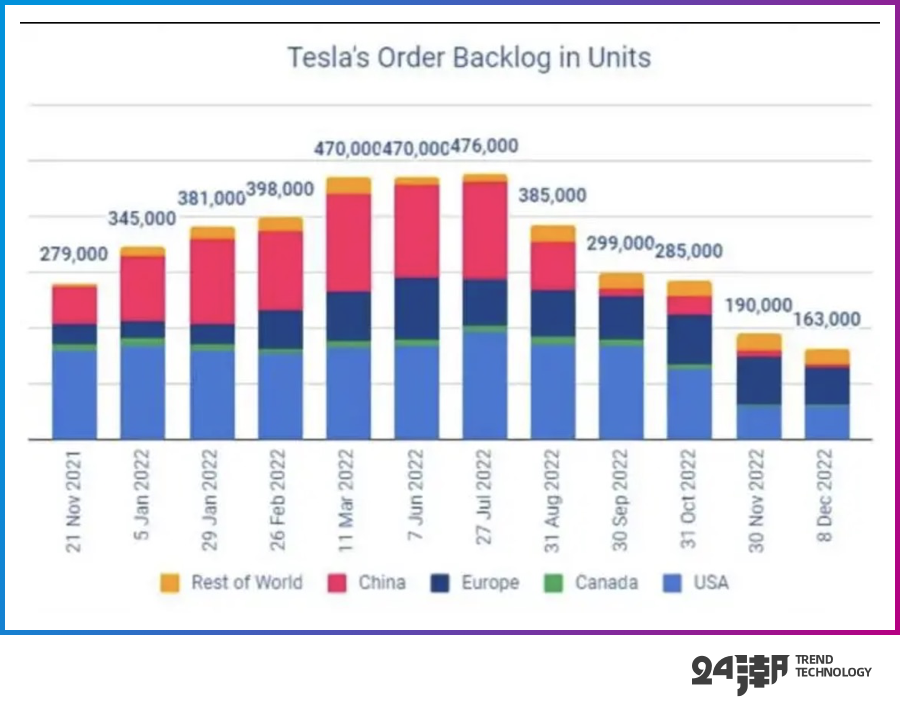 Tesla's Order Backlog in Units
279,000
345,000
381,000
398,000
470,000
470,000
476,000
385,000
299,000
285,000
190,000
163,000
21 Nov 2021
5 Jan 2022
29 Jan 2022
26 Feb 2022
11 Mar 2022
7 Jun 2022
27 Jul 2022
31 Aug 2022
30 Sep 2022
31 Oct 2022
30 Nov 2022
8 Dec 2022
Rest of World
China
Europe
Canada
USA
24潮
TREND
TECHNOLOGY